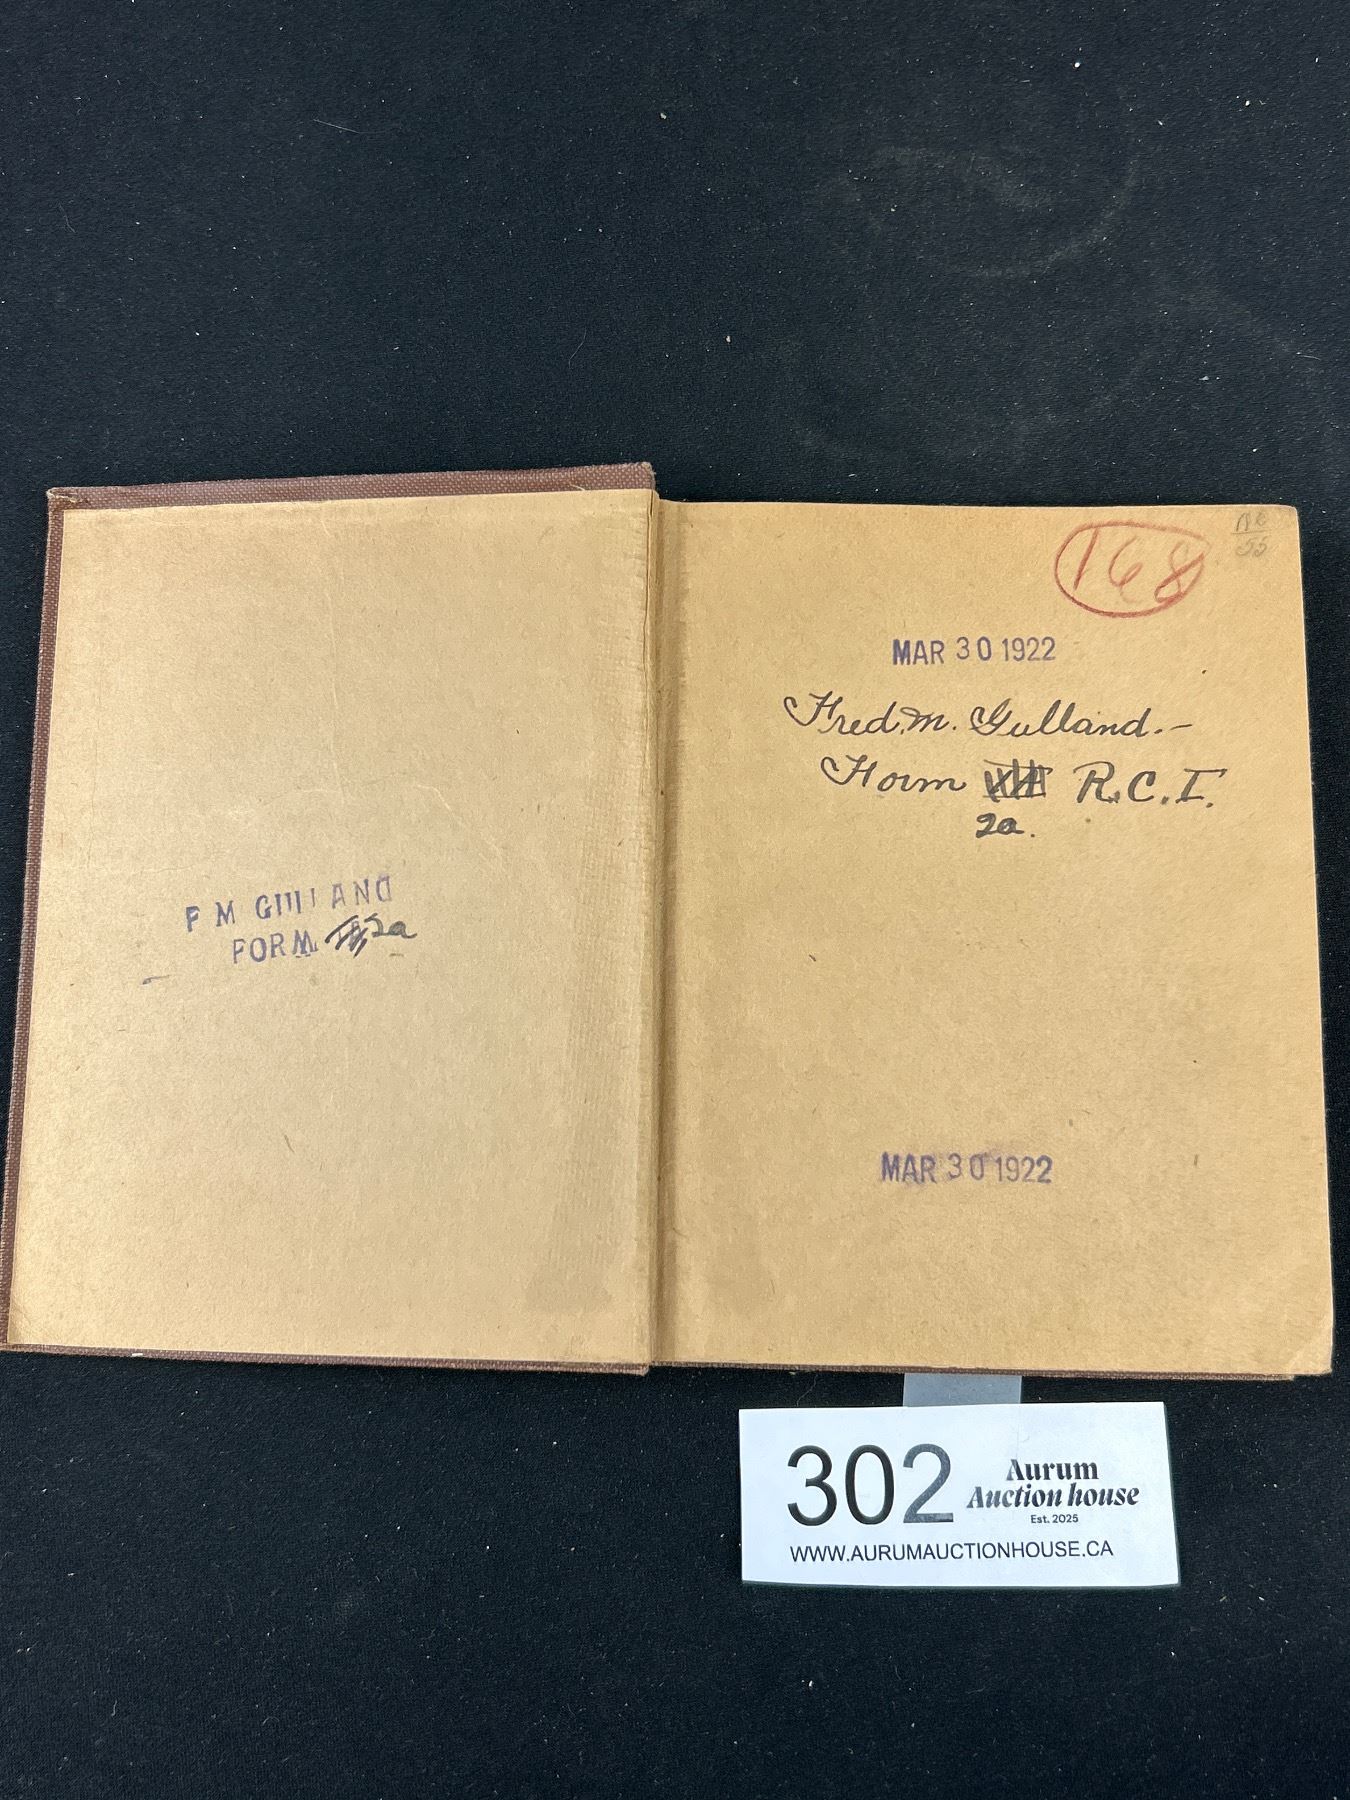 F M GULLAND
FORM 2a
168
MAR 30 1922
Fred. M. Gulland.-
Form R.C.I.
2a.
MAR 30 1922
302 Aurum
Auction house
Est. 2025
WWW.AURUMAUCTIONHOUSE.CA